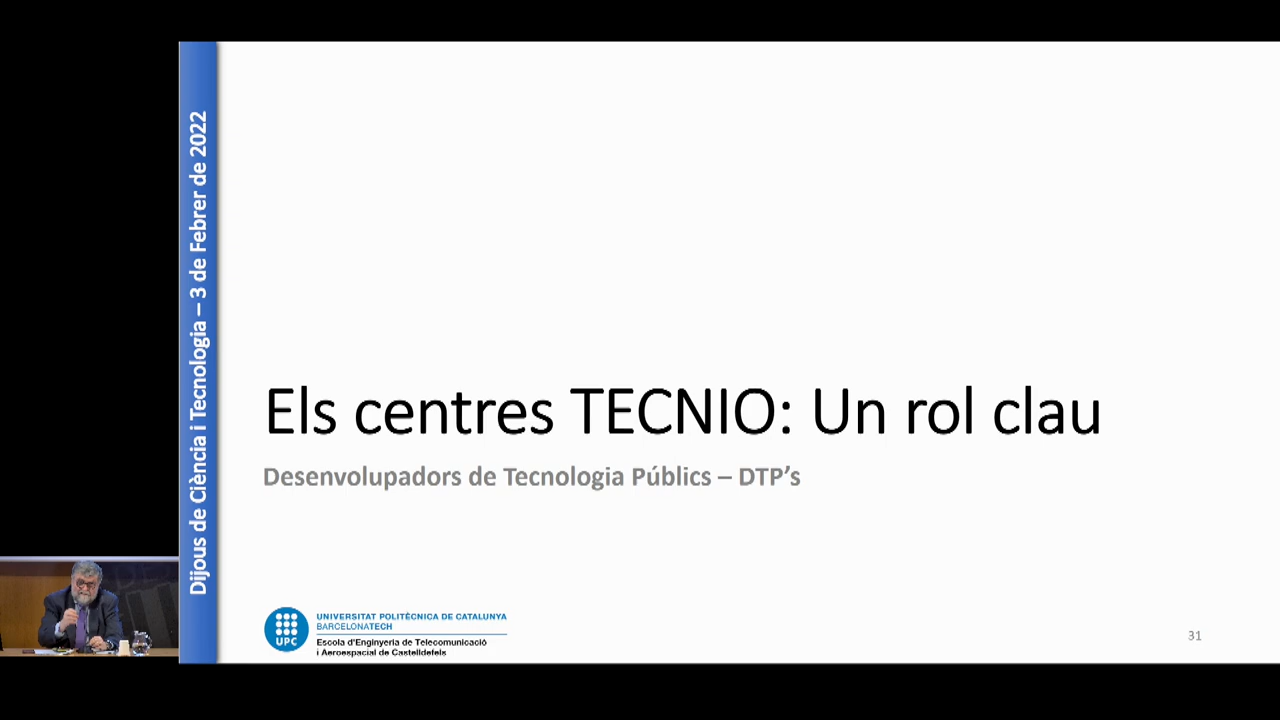 Dijous de Ciència i Tecnologia – 3 de Febrer de 2022
Els centres TECNIO: Un rol clau
Desenvolupadors de Tecnologia Públics – DTP’s
UPC
UNIVERSITAT POLITÈCNICA DE CATALUNYA
BARCELONATECH
Escola d'Enginyeria de Telecomunicació
i Aeroespacial de Castelldefels
31